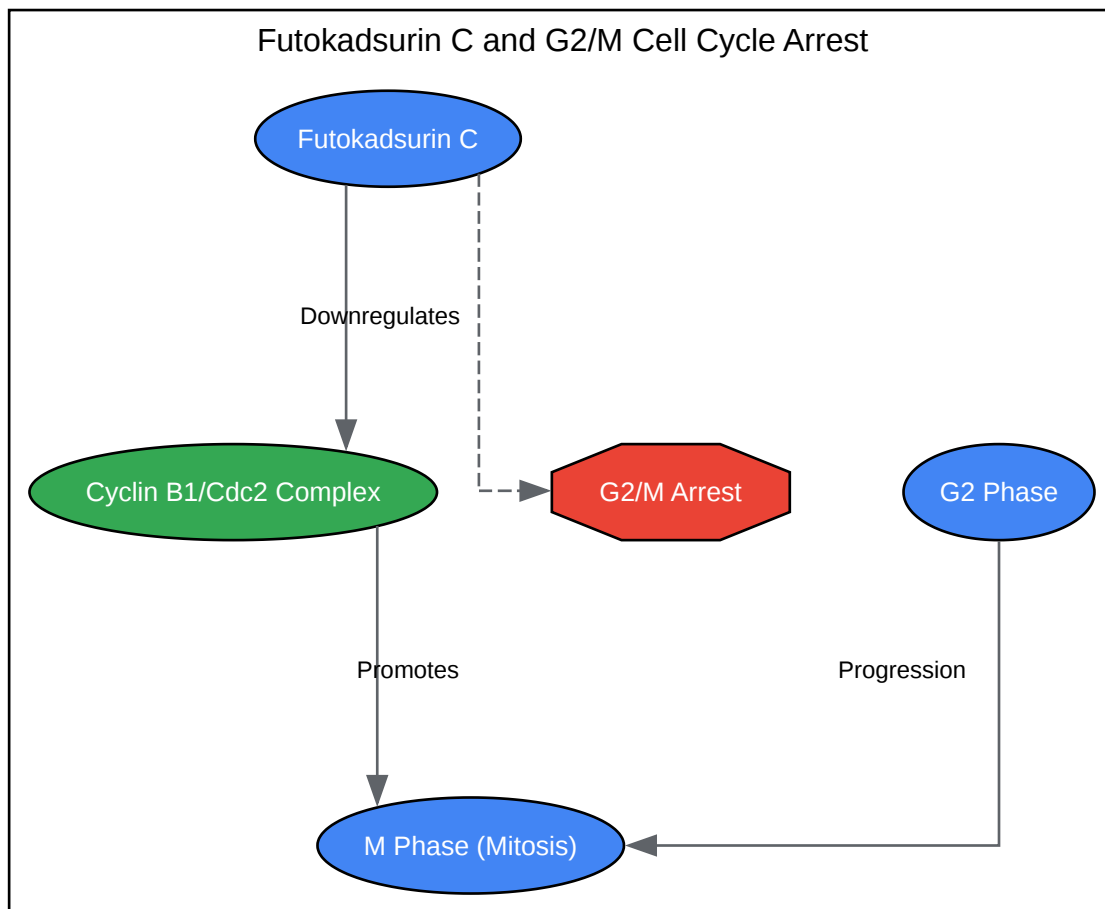 Futokadsurin C and G2/M Cell Cycle Arrest
Futokadsurin C
Downregulates
Cyclin B1/Cdc2 Complex
G2/M Arrest
G2 Phase
Promotes
Progression
M Phase (Mitosis)